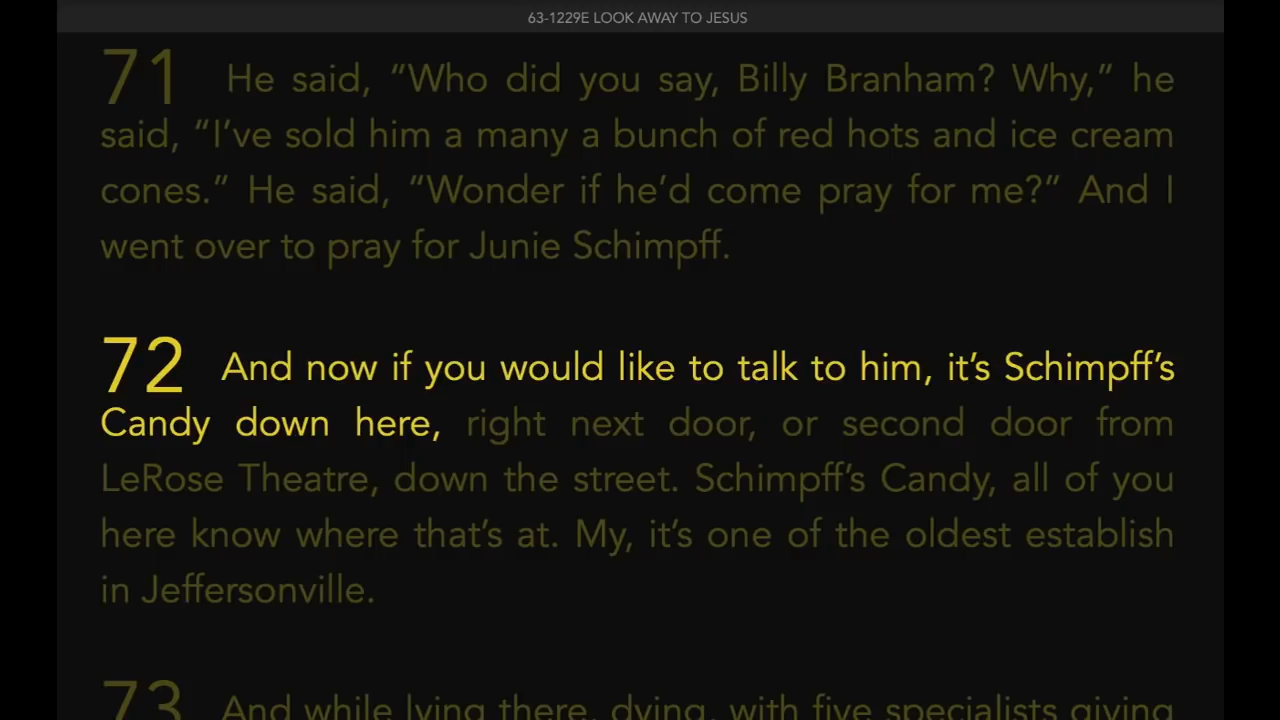 63-1229E LOOK AWAY TO JESUS
71 He said, “Who did you say, Billy Branham? Why,” he
said, “I’ve sold him a many a bunch of red hots and ice cream
cones.” He said, “Wonder if he’d come pray for me?” And I
went over to pray for Junie Schimpff.
72 And now if you would like to talk to him, it’s Schimpff’s
Candy down here, right next door, or second door from
LeRose Theatre, down the street. Schimpff’s Candy, all of you
here know where that’s at. My, it’s one of the oldest establish
in Jeffersonville.
73 And while lying there, dying, with five specialists giving